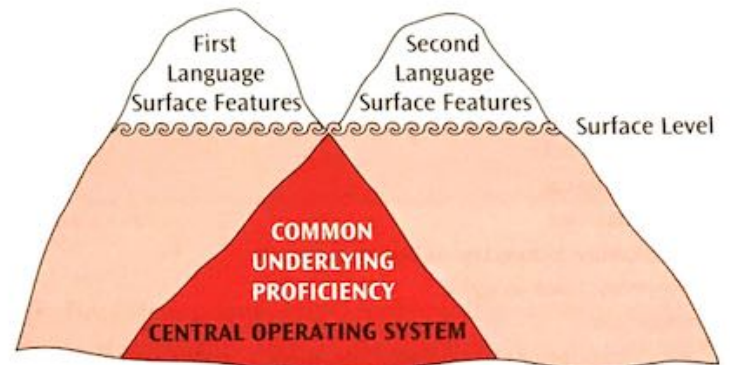 First
Language
Surface Features
Second
Language
Surface Features
Surface Level
COMMON
UNDERLYING
PROFICIENCY
CENTRAL OPERATING SYSTEM